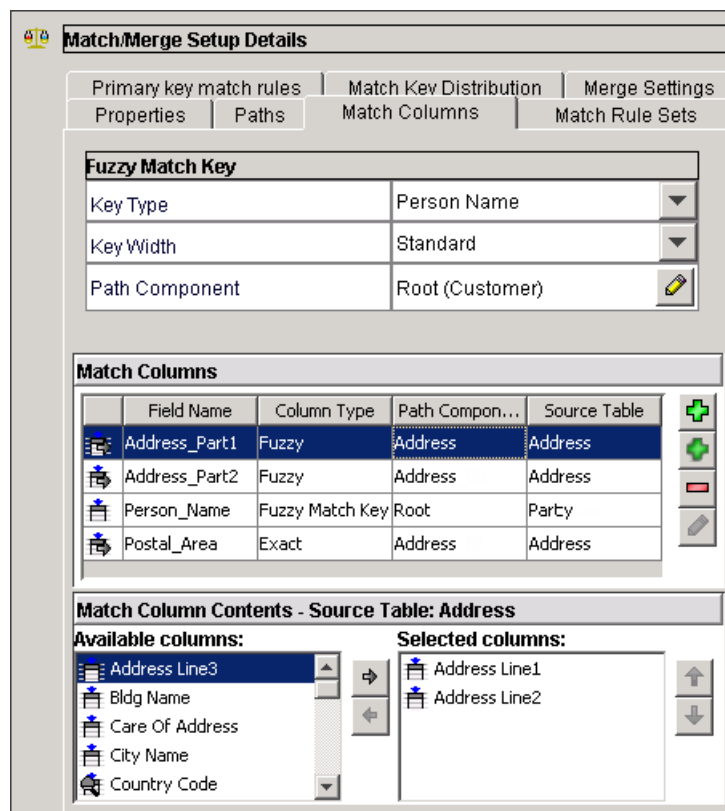 Match/Merge Setup Details
Primary key match rules Match Key Distribution Merge Settings
Properties Paths Match Columns Match Rule Sets
Fuzzy Match Key
Key Type Person Name
Key Width Standard
Path Component Root (Customer)
Match Columns
Field Name Column Type Path Compon... Source Table
Address_Part1 Fuzzy Address Address
Address_Part2 Fuzzy Address Address
Person_Name Fuzzy Match Key Root Party
Postal_Area Exact Address Address
Match Column Contents - Source Table: Address
Available columns: Selected columns:
Address Line3 Address Line1
Bldg Name Address Line2
Care Of Address
City Name
Country Code